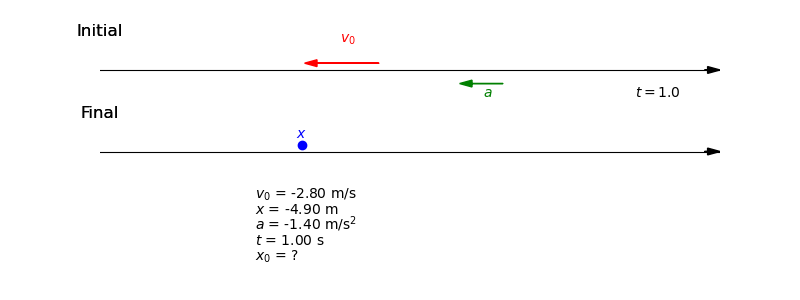 Initial
v₀
a
t = 1.0
Final
x
v₀ = -2.80 m/s
x = -4.90 m
a = -1.40 m/s²
t = 1.00 s
x₀ = ?